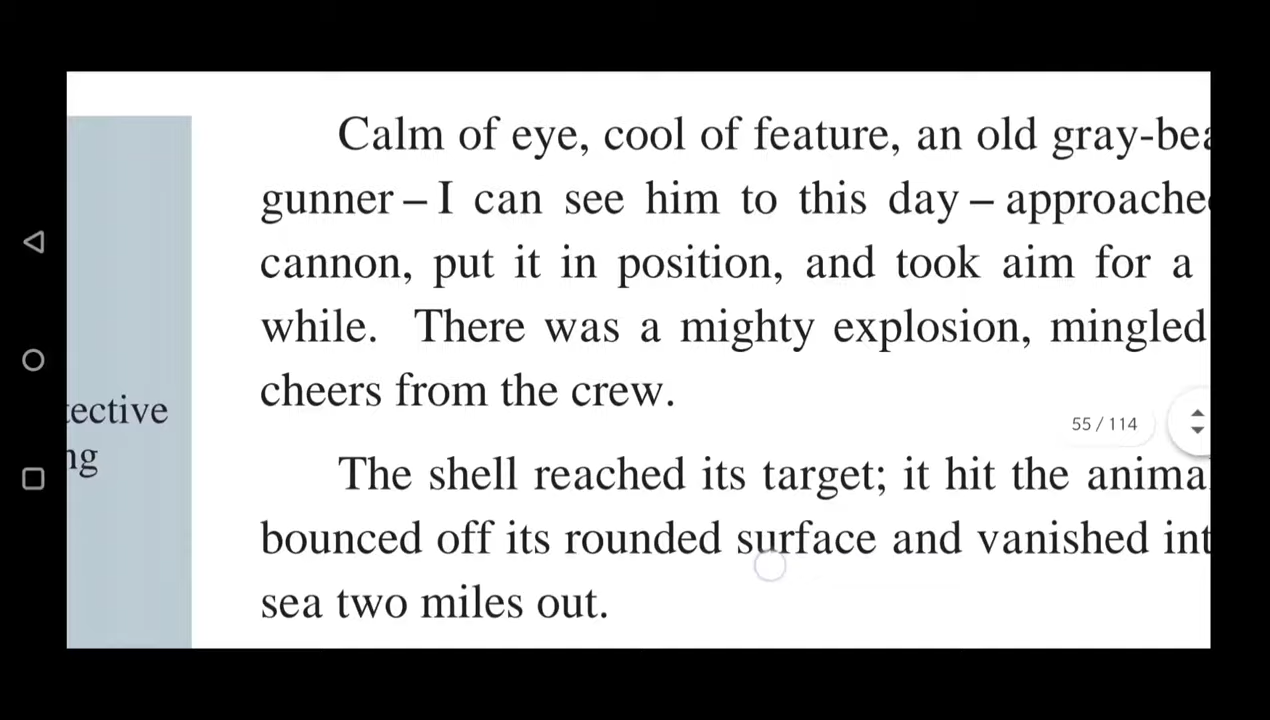 Calm of eye, cool of feature, an old gray-bea
gunner – I can see him to this day – approache
cannon, put it in position, and took aim for a
while. There was a mighty explosion, mingled
cheers from the crew.
tective
ng
55 / 114
The shell reached its target; it hit the anima
bounced off its rounded surface and vanished int
sea two miles out.